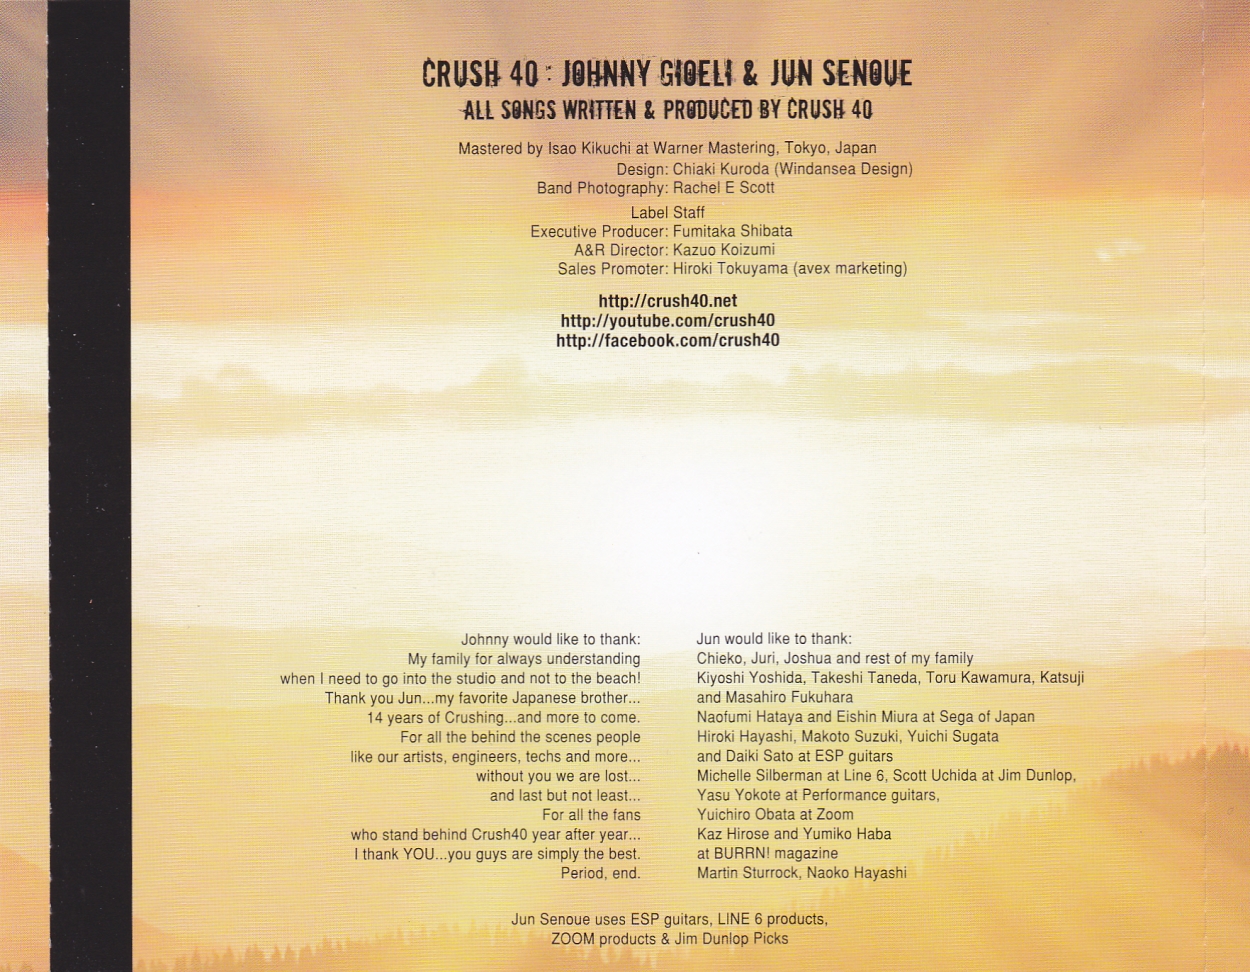 CRUSH 40 : JOHNNY GIOELI & JUN SENOUE
ALL SONGS WRITTEN & PRODUCED BY CRUSH 40
Mastered by Isao Kikuchi at Warner Mastering, Tokyo, Japan
Design: Chiaki Kuroda (Windansea Design)
Band Photography: Rachel E Scott
Label Staff
Executive Producer: Fumitaka Shibata
A&R Director: Kazuo Koizumi
Sales Promoter: Hiroki Tokuyama (avex marketing)
http://crush40.net
http://youtube.com/crush40
http://facebook.com/crush40
Johnny would like to thank:
My family for always understanding
when I need to go into the studio and not to the beach!
Thank you Jun...my favorite Japanese brother...
14 years of Crushing...and more to come.
For all the behind the scenes people
like our artists, engineers, techs and more...
without you we are lost...
and last but not least...
For all the fans
who stand behind Crush40 year after year...
I thank YOU...you guys are simply the best.
Period, end.
Jun would like to thank:
Chieko, Juri, Joshua and rest of my family
Kiyoshi Yoshida, Takeshi Taneda, Toru Kawamura, Katsuji
and Masahiro Fukuhara
Naofumi Hataya and Eishin Miura at Sega of Japan
Hiroki Hayashi, Makoto Suzuki, Yuichi Sugata
and Daiki Sato at ESP guitars
Michelle Silberman at Line 6, Scott Uchida at Jim Dunlop,
Yasu Yokote at Performance guitars,
Yuichiro Obata at Zoom
Kaz Hirose and Yumiko Haba
at BURRN! magazine
Martin Sturrock, Naoko Hayashi
Jun Senoue uses ESP guitars, LINE 6 products,
ZOOM products & Jim Dunlop Picks